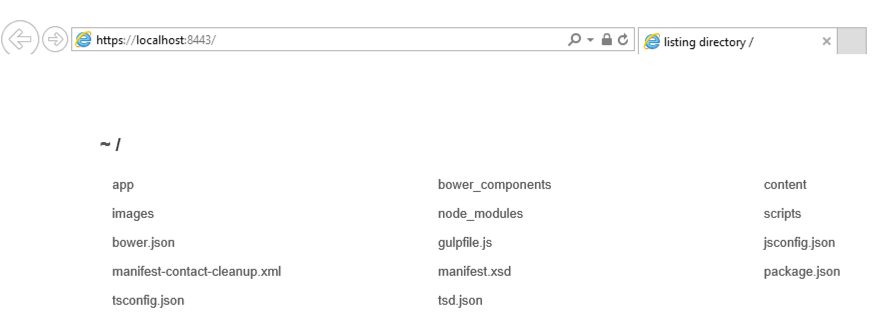 https://localhost:8443/ listing directory /
~ /
app bower_components content
images node_modules scripts
bower.json gulpfile.js jsconfig.json
manifest-contact-cleanup.xml manifest.xsd package.json
tsconfig.json tsd.json